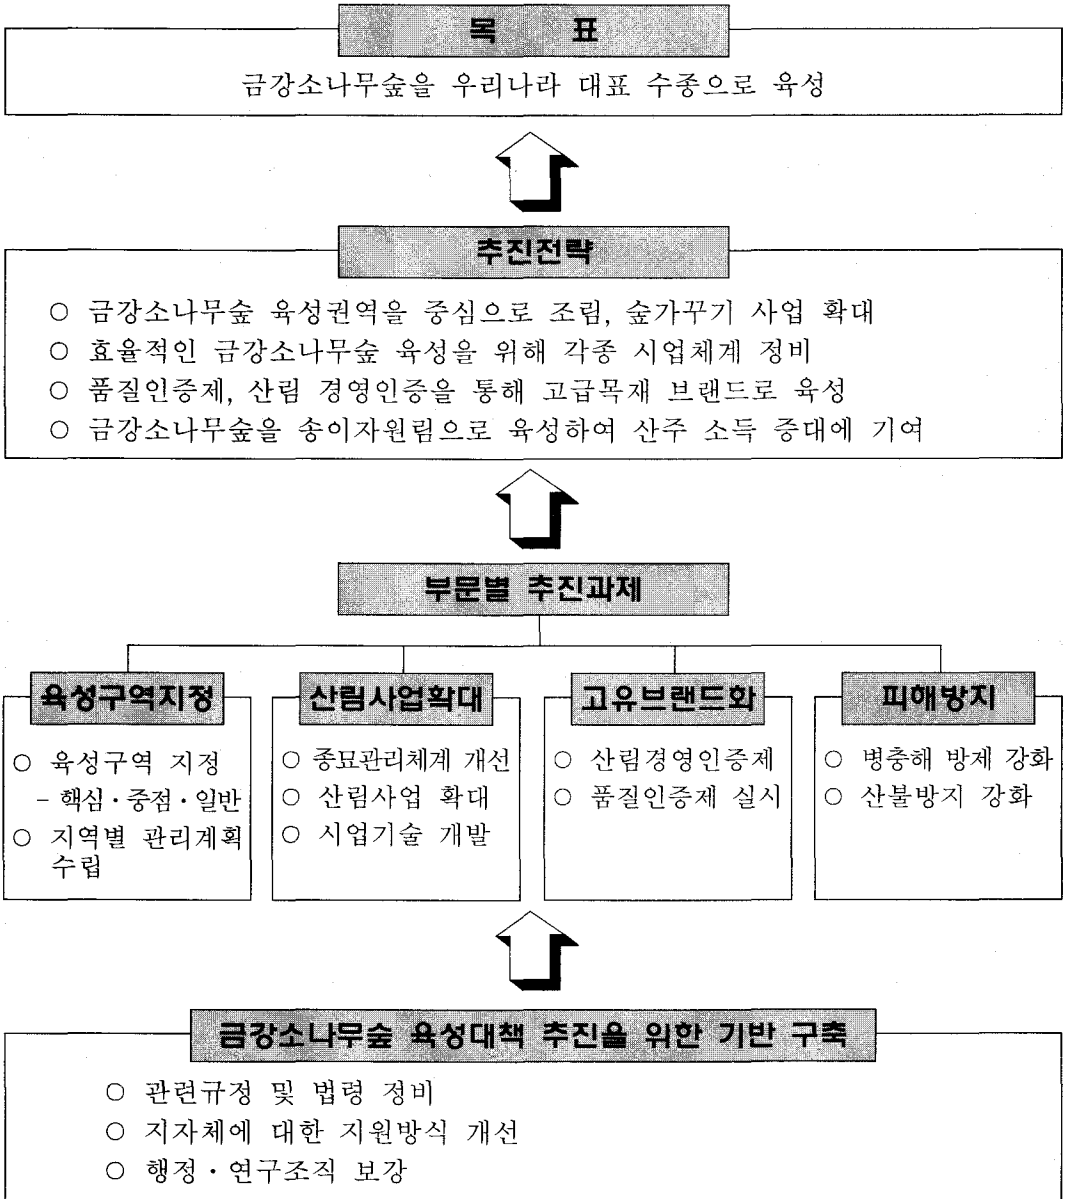 목 표
금강소나무숲을 우리나라 대표 수종으로 육성
추진전략
○ 금강소나무숲 육성권역을 중심으로 조림, 숲가꾸기 사업 확대
○ 효율적인 금강소나무숲 육성을 위해 각종 시업체계 정비
○ 품질인증제, 산림 경영인증을 통해 고급목재 브랜드로 육성
○ 금강소나무숲을 송이자원림으로 육성하여 산주 소득 증대에 기여
부문별 추진과제
육성구역지정
○ 육성구역 지정
- 핵심·중점·일반
○ 지역별 관리계획
수립
산림사업확대
○ 종묘관리체계 개선
○ 산림사업 확대
○ 시업기술 개발
고유브랜드화
○ 산림경영인증제
○ 품질인증제 실시
피해방지
○ 병충해 방제 강화
○ 산불방지 강화
금강소나무숲 육성대책 추진을 위한 기반 구축
○ 관련규정 및 법령 정비
○ 지자체에 대한 지원방식 개선
○ 행정·연구조직 보강